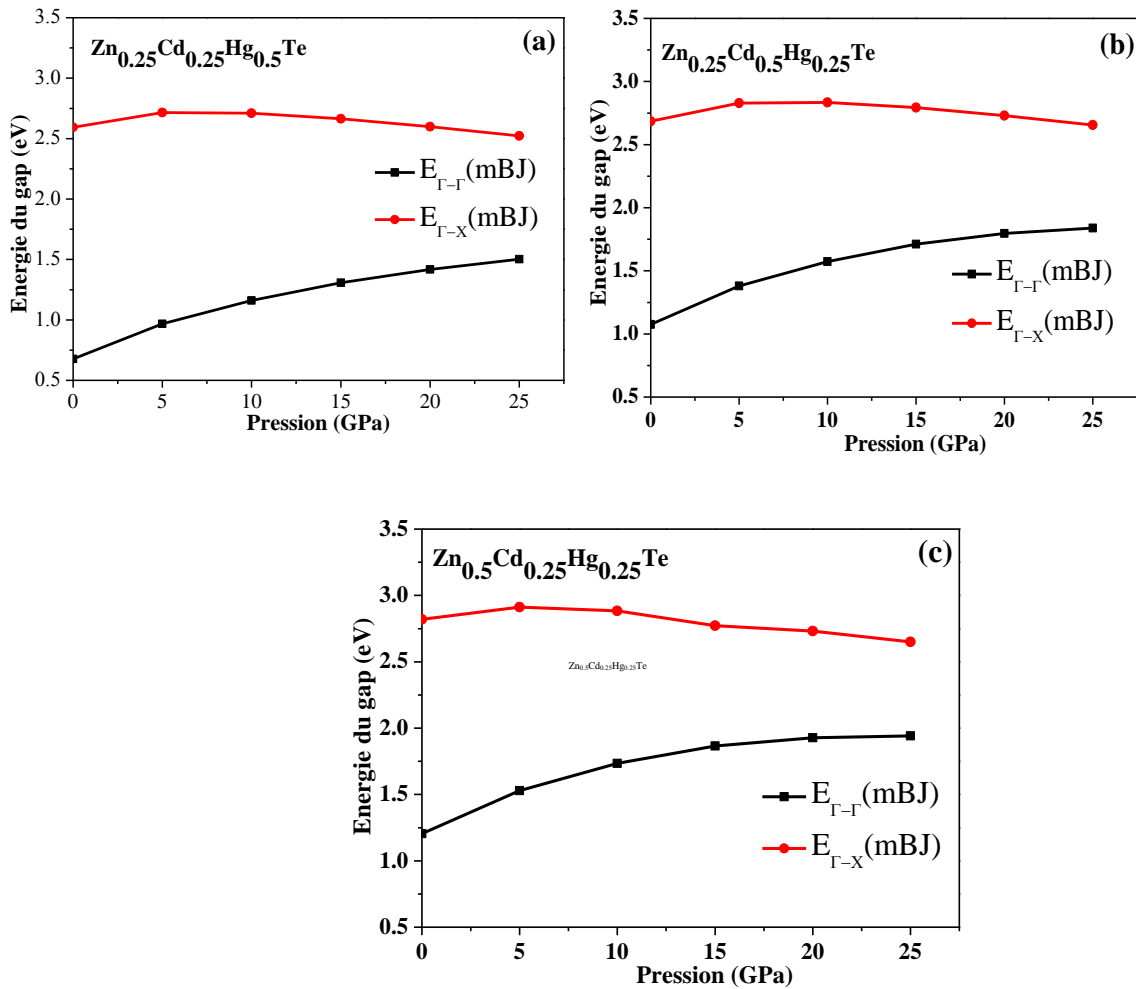 (a)
Zn0.25Cd0.25Hg0.5Te
3.5
3.0
2.5
2.0
1.5
1.0
0.5
Energie du gap (eV)
EΓ−Γ(mBJ)
EΓ−X(mBJ)
0 5 10 15 20 25
Pression (GPa)
(b)
Zn0.25Cd0.5Hg0.25Te
3.5
3.0
2.5
2.0
1.5
1.0
0.5
Energie du gap (eV)
EΓ−Γ(mBJ)
EΓ−X(mBJ)
0 5 10 15 20 25
Pression (GPa)
(c)
Zn0.5Cd0.25Hg0.25Te
3.5
3.0
2.5
2.0
1.5
1.0
0.5
Energie du gap (eV)
Zn0.5Cd0.25Hg0.25Te
EΓ−Γ(mBJ)
EΓ−X(mBJ)
0 5 10 15 20 25
Pression (GPa)